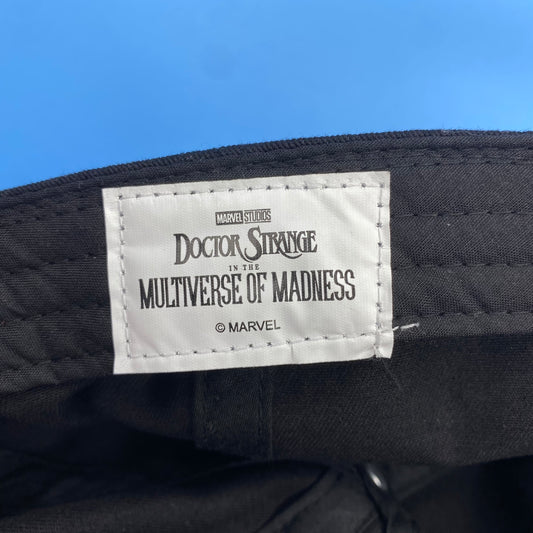 MARVEL STUDIOS
DOCTOR STRANGE
IN THE
MULTIVERSE OF MADNESS
© MARVEL